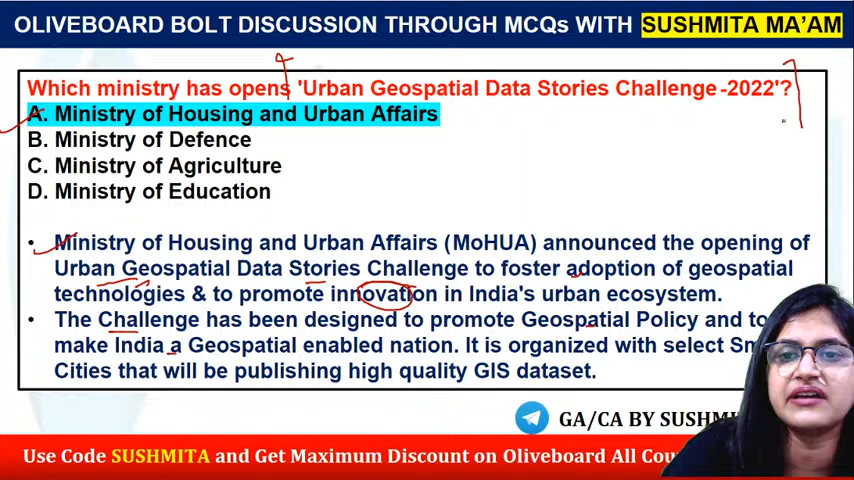 OLIVEBOARD BOLT DISCUSSION THROUGH MCQs WITH SUSHMITA MA'AM
Which ministry has opens 'Urban Geospatial Data Stories Challenge -2022'?
A. Ministry of Housing and Urban Affairs
B. Ministry of Defence
C. Ministry of Agriculture
D. Ministry of Education
• Ministry of Housing and Urban Affairs (MoHUA) announced the opening of
Urban Geospatial Data Stories Challenge to foster adoption of geospatial
technologies & to promote innovation in India's urban ecosystem.
• The Challenge has been designed to promote Geospatial Policy and to
make India a Geospatial enabled nation. It is organized with select
Cities that will be publishing high quality GIS dataset.
GA/CA BY
Use Code SUSHMITA and Get Maximum Discount on Oliveboard All